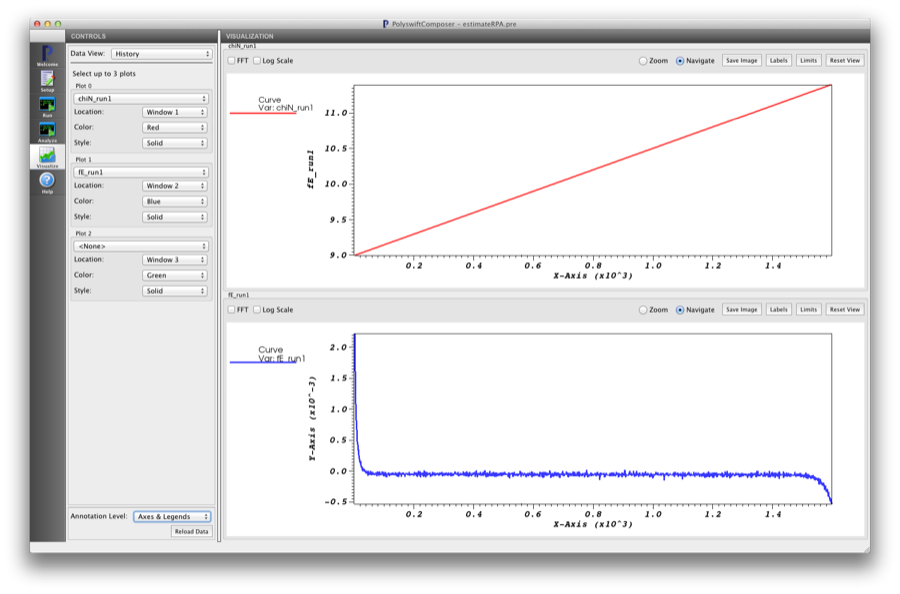 PolyswiftComposer - estimateRPA.pre
CONTROLS
VISUALIZATION
Welcome
Setup
Run
Analyze
Visualize
Help
Data View: History
Select up to 3 plots
Plot 0
chiN_run1
Location: Window 1
Color: Red
Style: Solid
Plot 1
fE_run1
Location: Window 2
Color: Blue
Style: Solid
Plot 2
<None>
Location: Window 3
Color: Green
Style: Solid
Annotation Level: Axes & Legends
Reload Data
chiN_run1
FFT Log Scale Zoom Navigate Save Image Labels Limits Reset View
Curve
Var: chiN_run1
fE_run1
11.0
10.5
10.0
9.5
9.0
0.2 0.4 0.6 0.8 1.0 1.2 1.4
X-Axis (x10^3)
fE_run1
FFT Log Scale Zoom Navigate Save Image Labels Limits Reset View
Curve
Var: fE_run1
Y-Axis (x10^-3)
2.0
1.5
1.0
0.5
0.0
-0.5
0.2 0.4 0.6 0.8 1.0 1.2 1.4
X-Axis (x10^3)